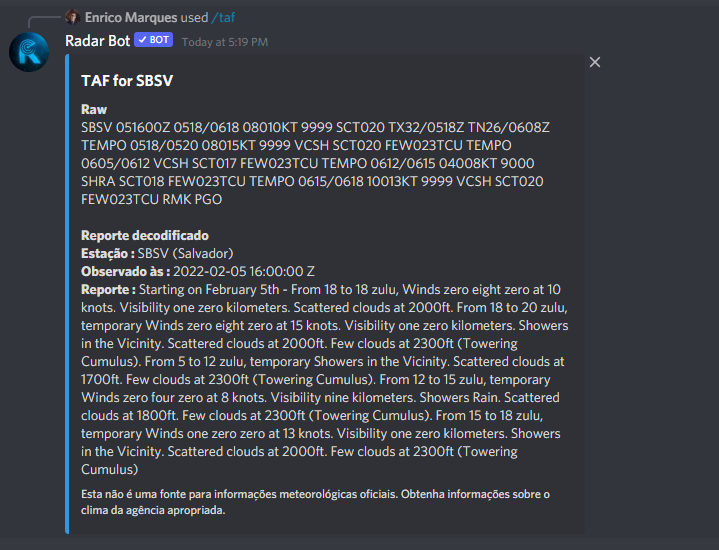 Enrico Marques used /taf
Radar Bot ✓ BOT Today at 5:19 PM
TAF for SBSV
Raw
SBSV 051600Z 0518/0618 08010KT 9999 SCT020 TX32/0518Z TN26/0608Z
TEMPO 0518/0520 08015KT 9999 VCSH SCT020 FEW023TCU TEMPO
0605/0612 VCSH SCT017 FEW023TCU TEMPO 0612/0615 04008KT 9000
SHRA SCT018 FEW023TCU TEMPO 0615/0618 10013KT 9999 VCSH SCT020
FEW023TCU RMK PGO
Reporte decodificado
Estação : SBSV (Salvador)
Observado às : 2022-02-05 16:00:00 Z
Reporte : Starting on February 5th - From 18 to 18 zulu, Winds zero eight zero at 10
knots. Visibility one zero kilometers. Scattered clouds at 2000ft. From 18 to 20 zulu,
temporary Winds zero eight zero at 15 knots. Visibility one zero kilometers. Showers
in the Vicinity. Scattered clouds at 2000ft. Few clouds at 2300ft (Towering
Cumulus). From 5 to 12 zulu, temporary Showers in the Vicinity. Scattered clouds at
1700ft. Few clouds at 2300ft (Towering Cumulus). From 12 to 15 zulu, temporary
Winds zero four zero at 8 knots. Visibility nine kilometers. Showers Rain. Scattered
clouds at 1800ft. Few clouds at 2300ft (Towering Cumulus). From 15 to 18 zulu,
temporary Winds one zero zero at 13 knots. Visibility one zero kilometers. Showers
in the Vicinity. Scattered clouds at 2000ft. Few clouds at 2300ft (Towering
Cumulus)
Esta não é uma fonte para informações meteorológicas oficiais. Obtenha informações sobre o
clima da agência apropriada.